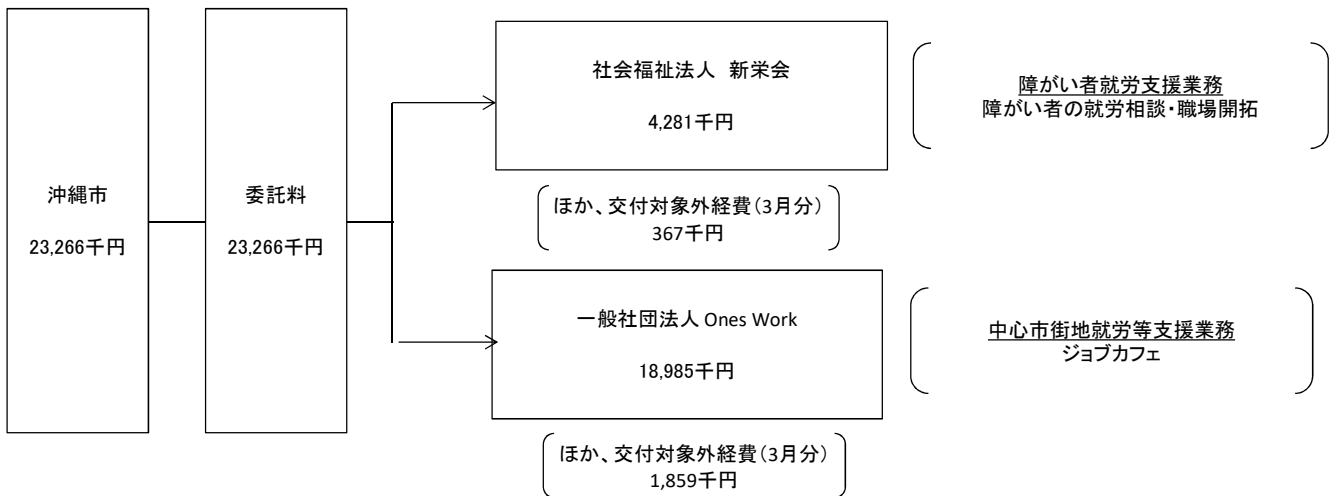 沖縄市
23,266千円
委託料
23,266千円
社会福祉法人 新栄会
4,281千円
ほか、交付対象外経費(3月分)
367千円
障がい者就労支援業務
障がい者の就労相談・職場開拓
一般社団法人 Ones Work
18,985千円
ほか、交付対象外経費(3月分)
1,859千円
中心市街地就労等支援業務
ジョブカフェ